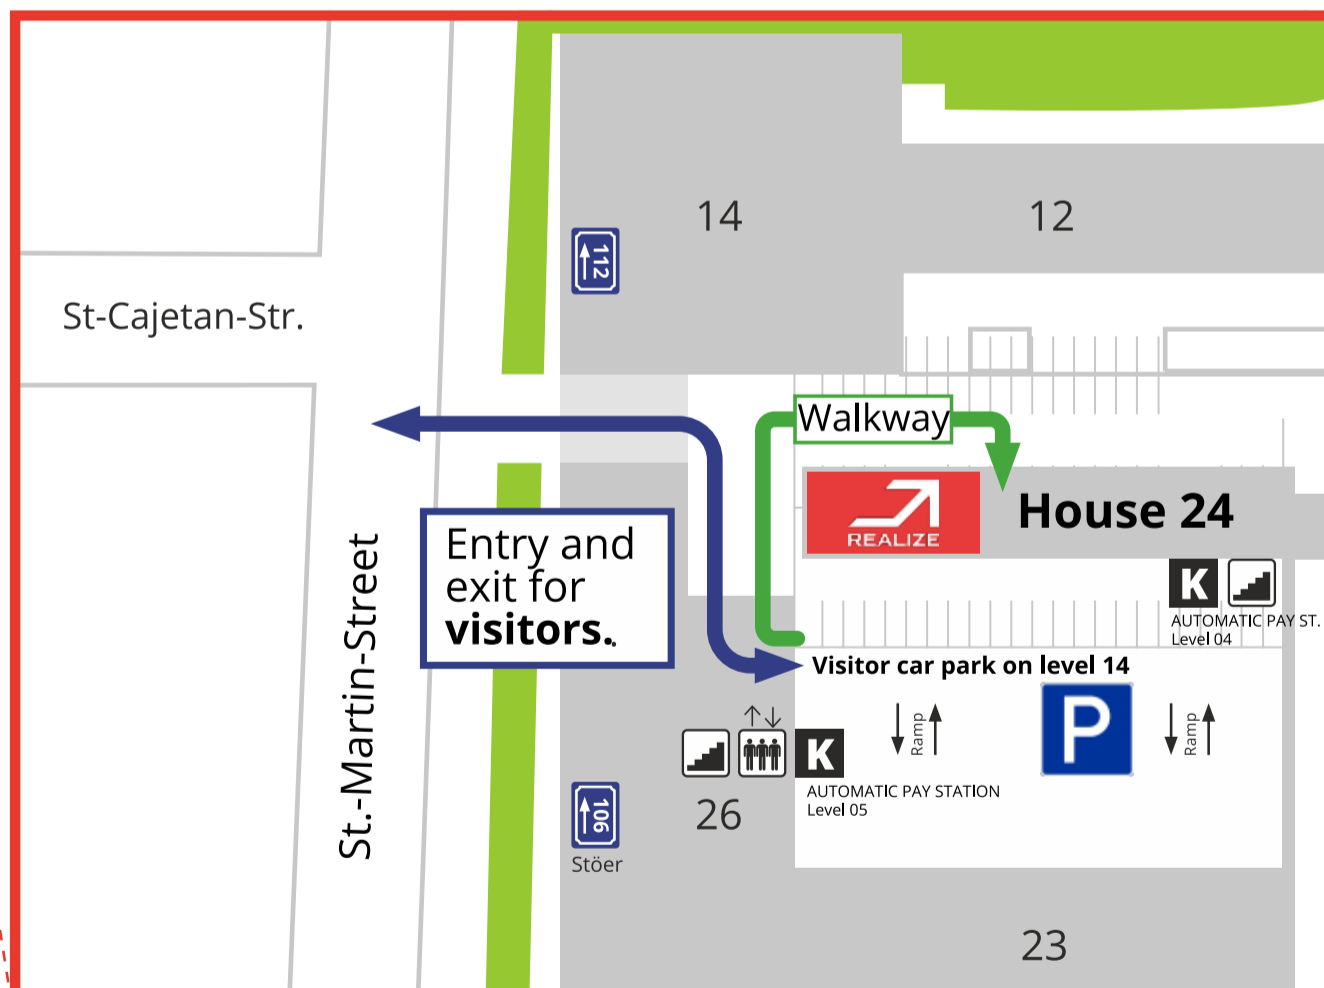 14
12
112
St-Cajetan-Str.
Walkway
REALIZE
House 24
Entry and
exit for
visitors..
St.-Martin-Street
K
AUTOMATIC PAY ST.
Level 04
Visitor car park on level 14
Ramp
P
Ramp
K
AUTOMATIC PAY STATION
Level 05
26
106
Stöer
23